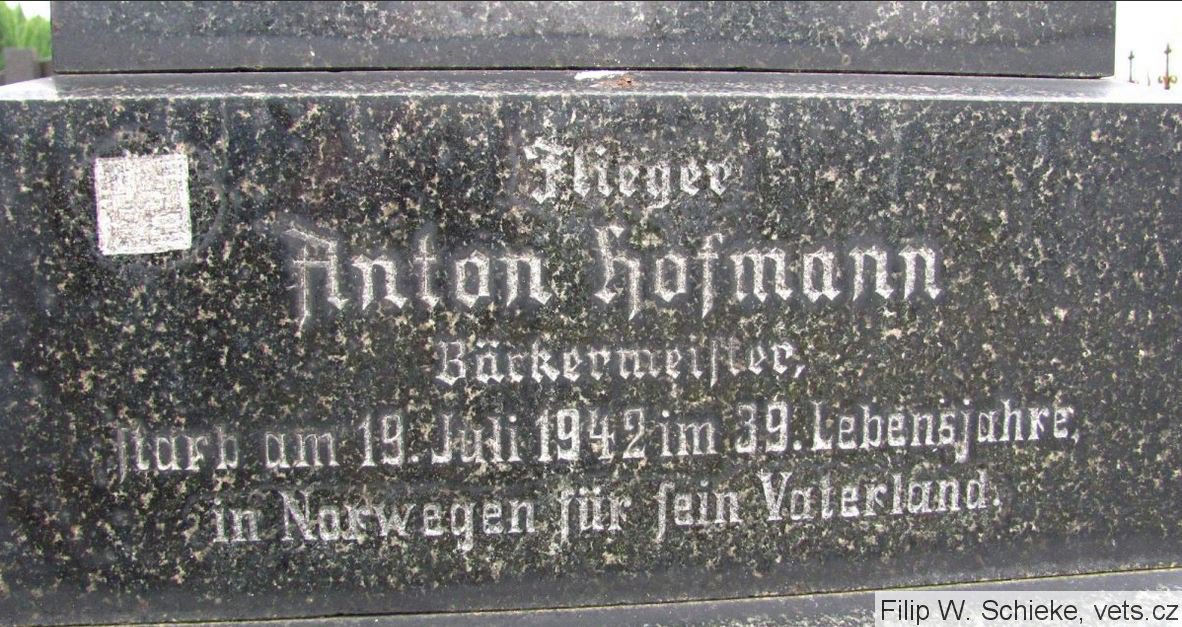 Flieger
Anton Hofmann
Bäckermeister,
starb am 19. Juli 1942 im 39. Lebensjahre,
in Norwegen für sein Vaterland.
Filip W. Schieke, vets.cz